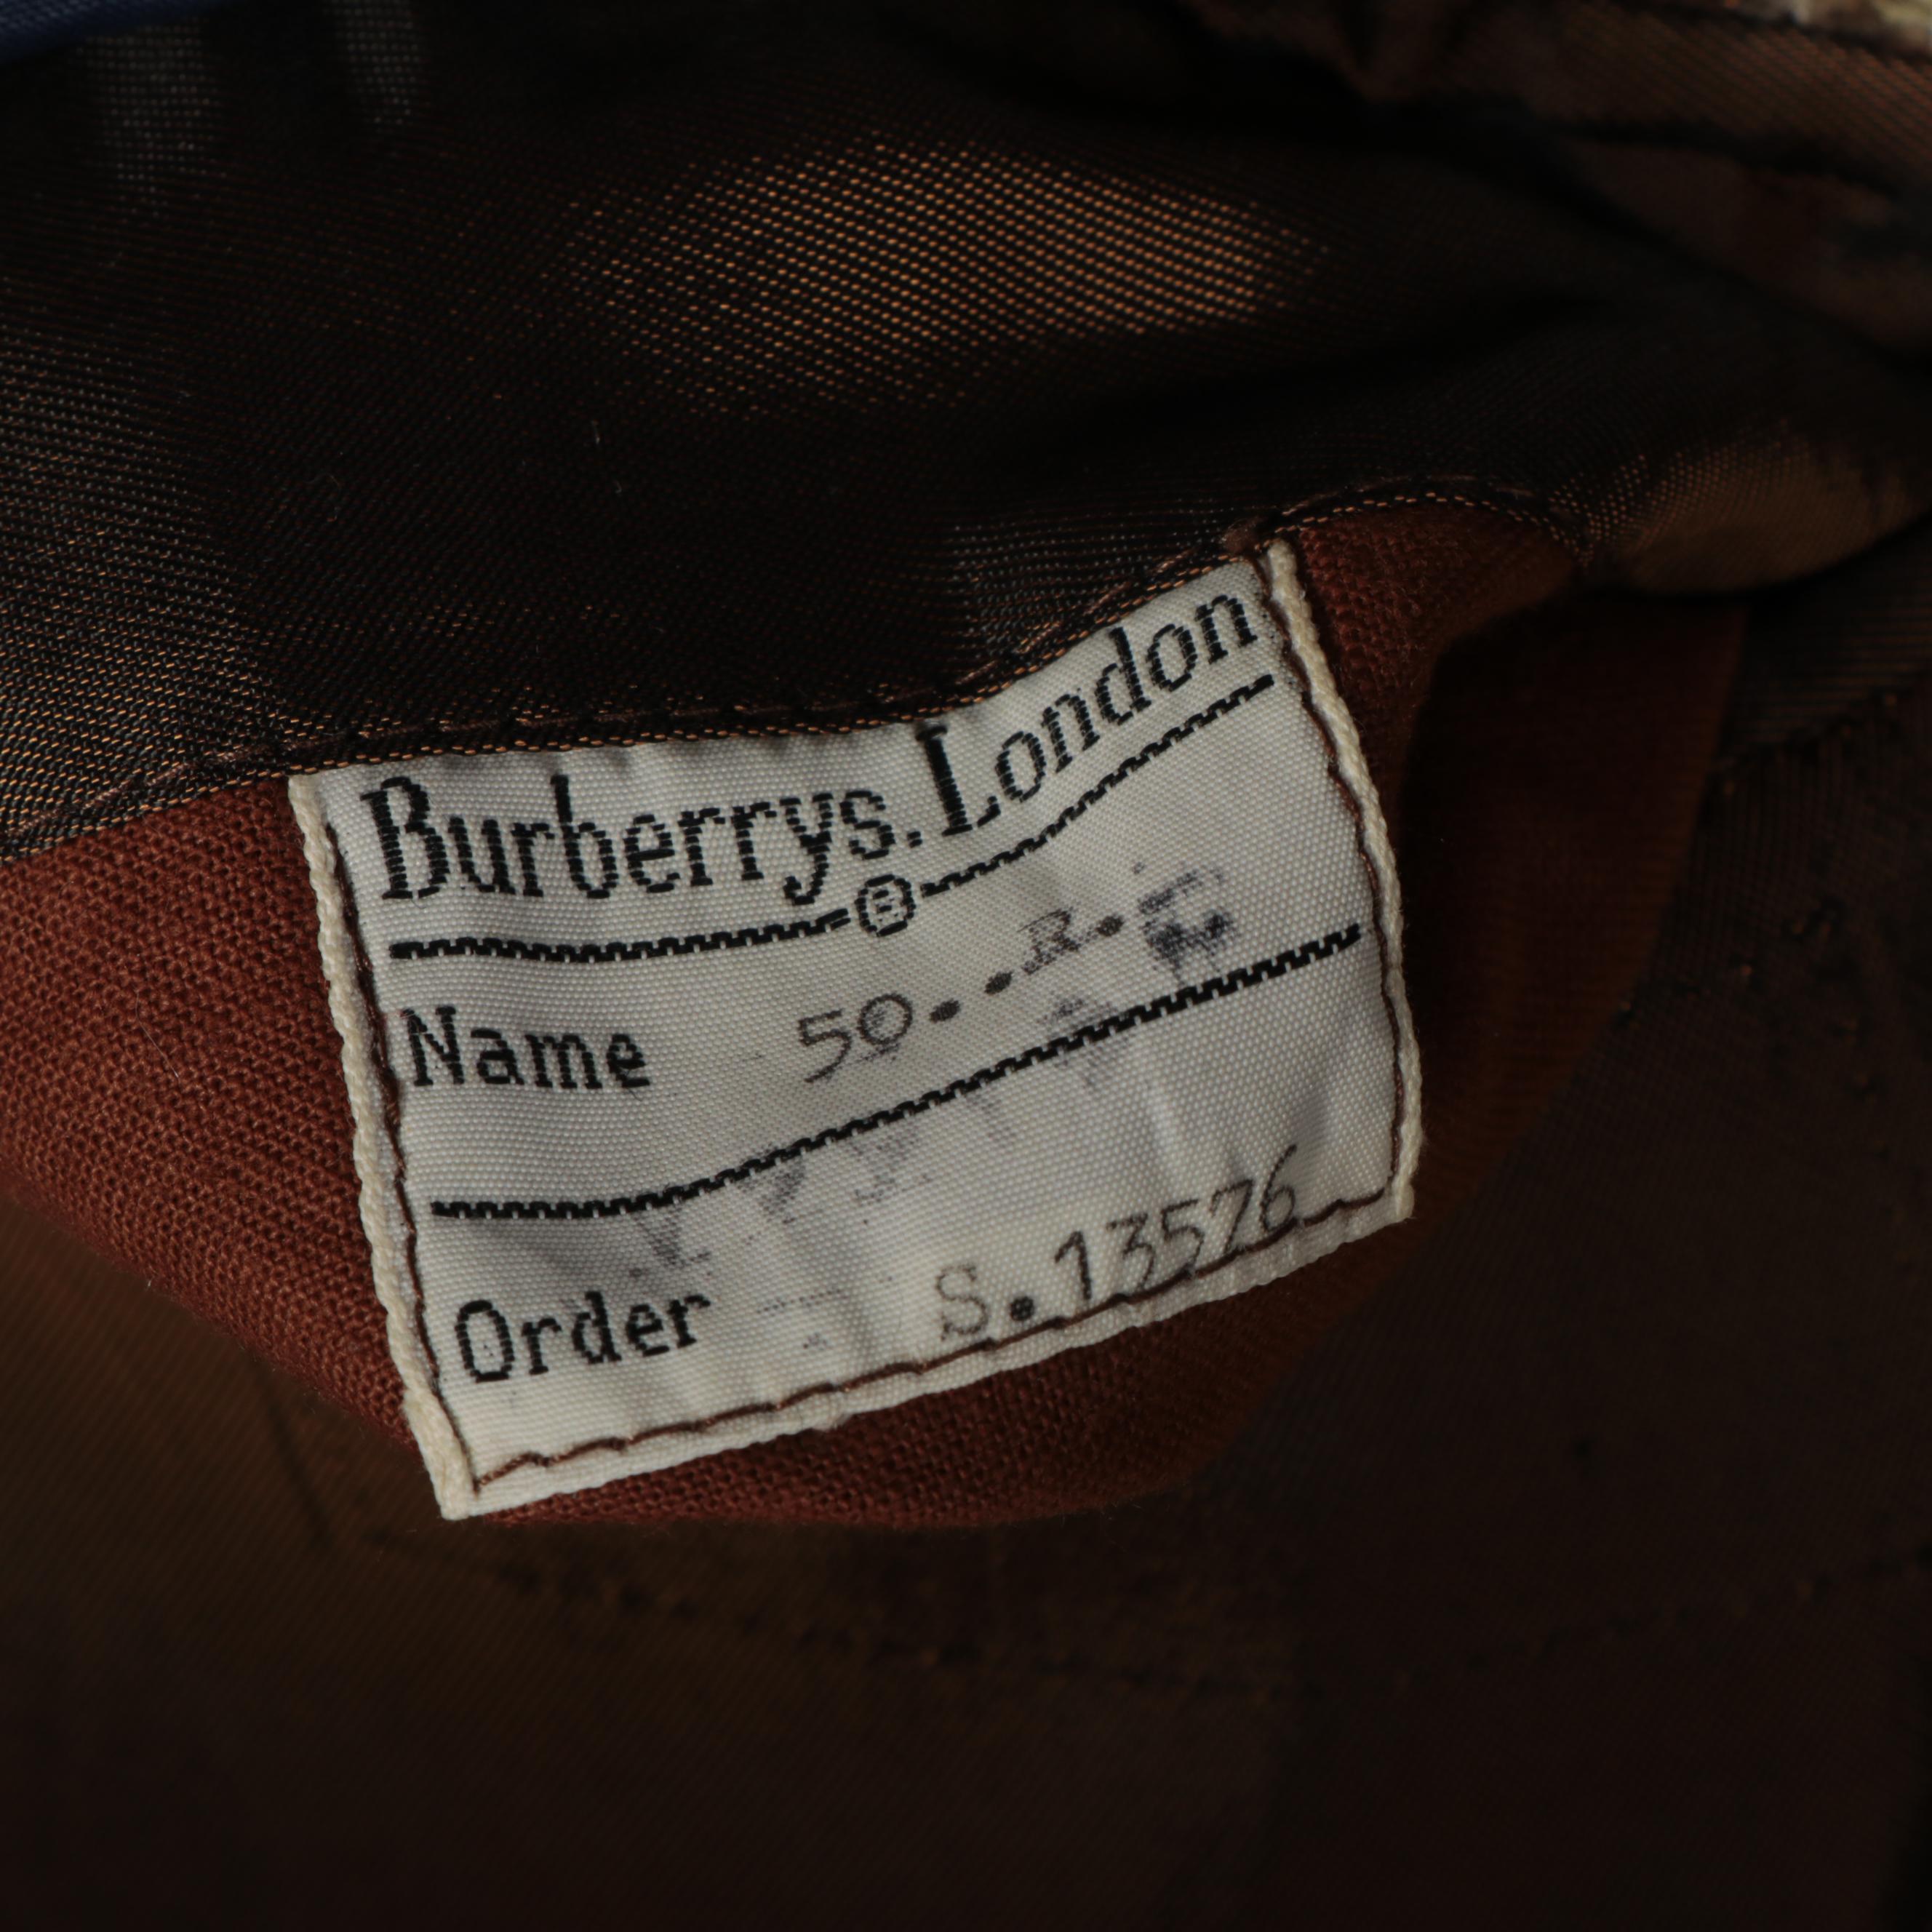 Burberrys. London
B
Name 50..R.
Order S.13576